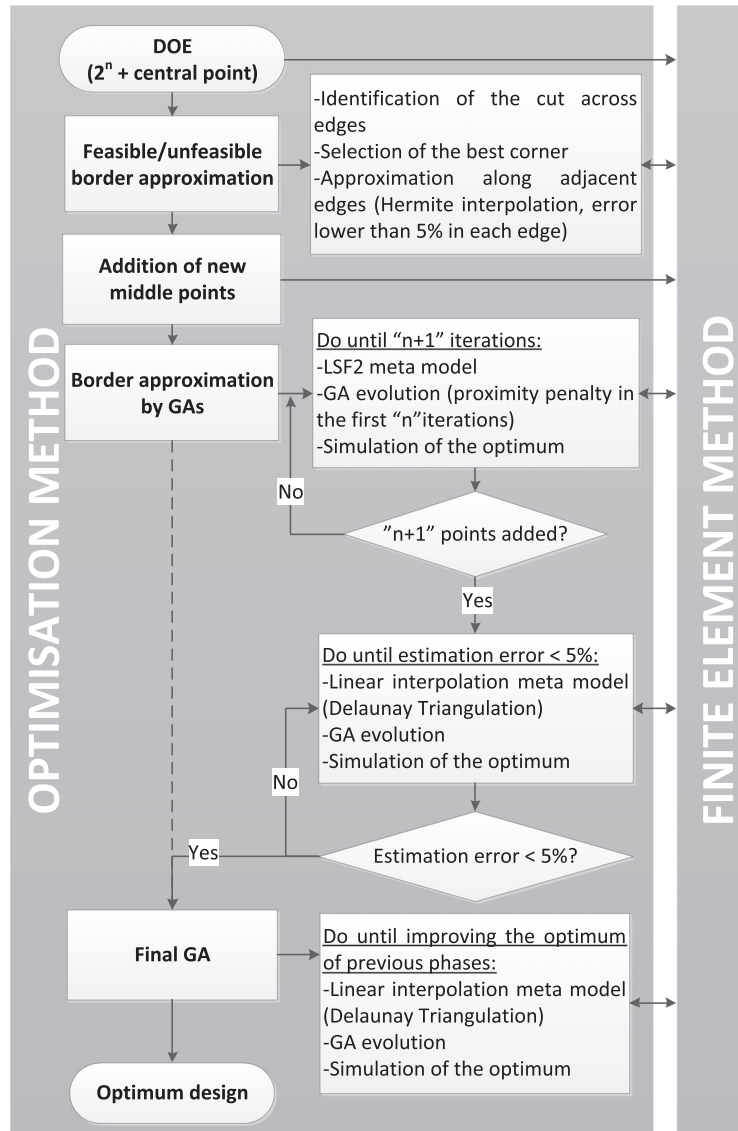 DOE
(2ⁿ + central point)
-Identification of the cut across
edges
-Selection of the best corner
-Approximation along adjacent
edges (Hermite interpolation, error
lower than 5% in each edge)
Feasible/unfeasible
border approximation
Addition of new
middle points
Border approximation
by GAs
Do until “n+1” iterations:
-LSF2 meta model
-GA evolution (proximity penalty in
the first “n”iterations)
-Simulation of the optimum
No
”n+1” points added?
Yes
Do until estimation error < 5%:
-Linear interpolation meta model
(Delaunay Triangulation)
-GA evolution
-Simulation of the optimum
No
Yes
Estimation error < 5%?
Final GA
Do until improving the optimum
of previous phases:
-Linear interpolation meta model
(Delaunay Triangulation)
-GA evolution
-Simulation of the optimum
Optimum design
OPTIMISATION METHOD
FINITE ELEMENT METHOD